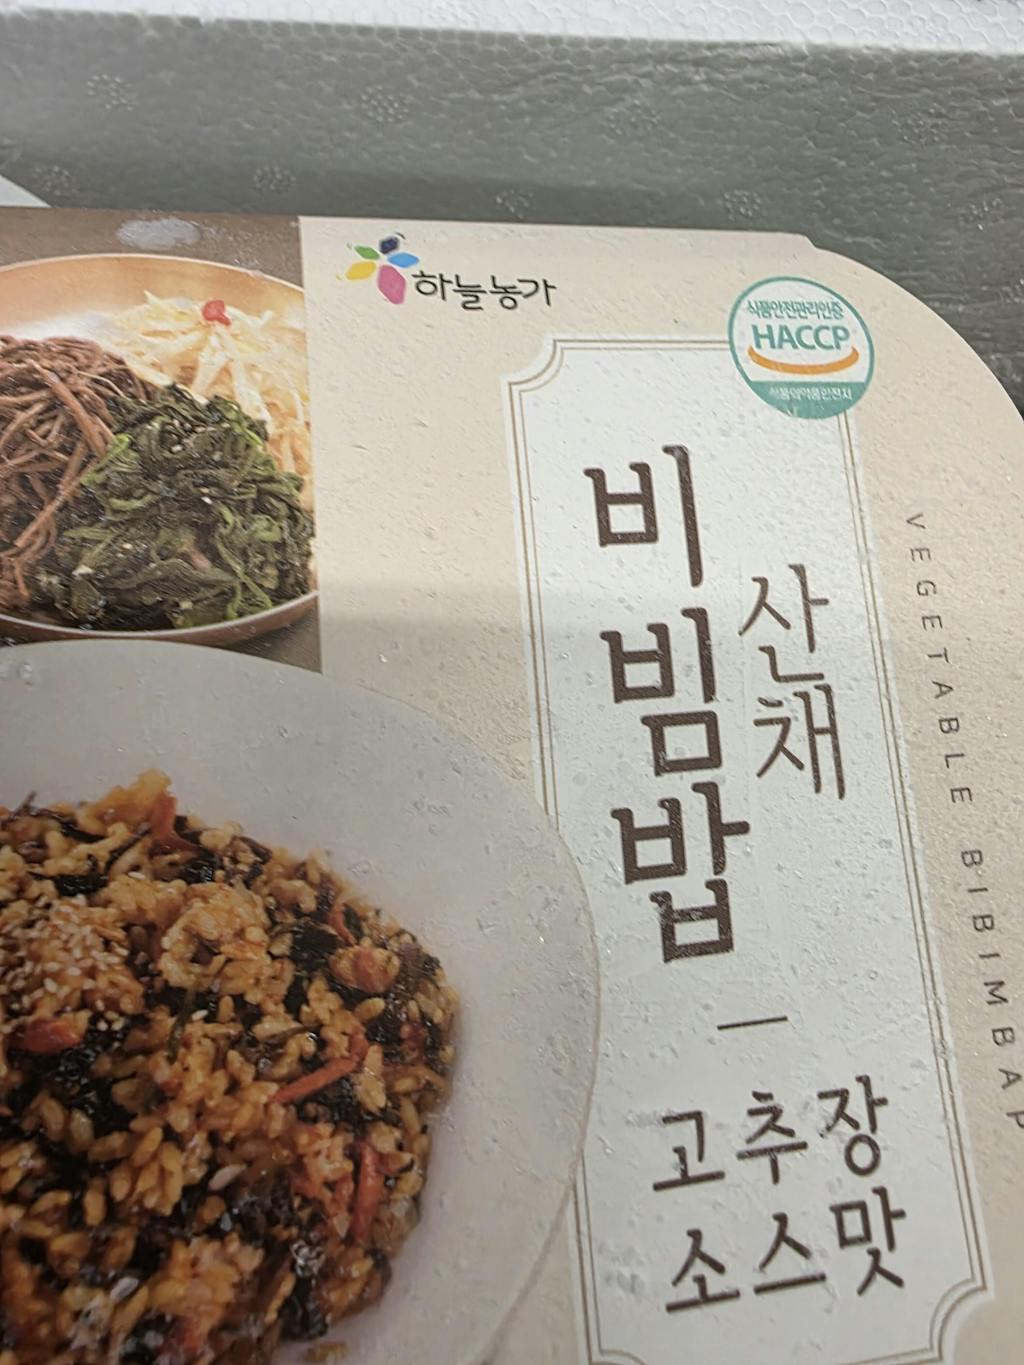 하늘농가
식품안전관리인증
HACCP
식품의약품안전처
산채
비빔밥
고추장
소스맛
VEGETABLE BIBIMBAP